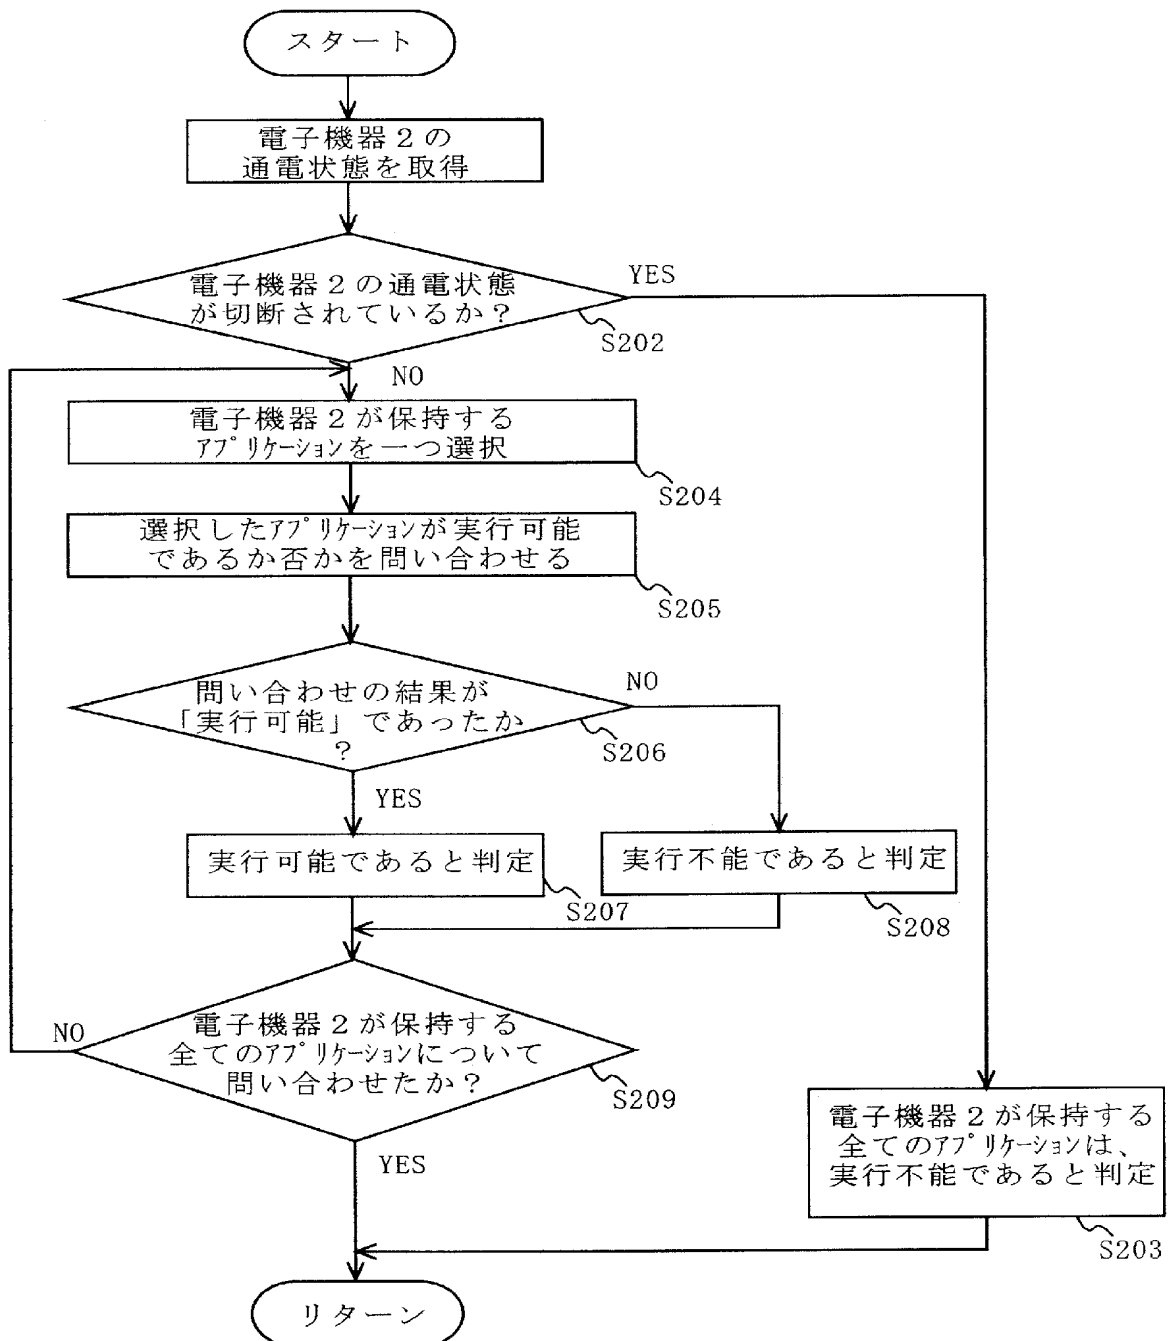 スタート
電子機器２の
通電状態を取得
電子機器２の通電状態
が切断されているか？
YES
S202
NO
電子機器２が保持する
ｱﾌﾟﾘｹｰｼｮﾝを一つ選択
S204
選択したｱﾌﾟﾘｹｰｼｮﾝが実行可能
であるか否かを問い合わせる
S205
問い合わせの結果が
「実行可能」であったか
？
NO
S206
YES
実行可能であると判定
S207
実行不能であると判定
S208
電子機器２が保持する
全てのｱﾌﾟﾘｹｰｼｮﾝについて
問い合わせたか？
NO
S209
YES
電子機器２が保持する
全てのｱﾌﾟﾘｹｰｼｮﾝは、
実行不能であると判定
S203
リターン